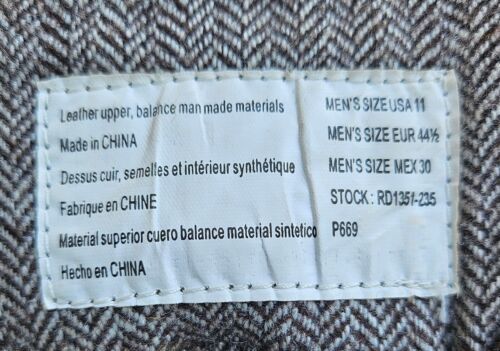 Leather upper, balance man made materials
Made in CHINA
Dessus cuir, semelles et intérieur synthétique
Fabrique en CHINE
Material superior cuero balance material sintetico
Hecho en CHINA
MEN'S SIZE USA 11
MEN'S SIZE EUR 44½
MEN'S SIZE MEX 30
STOCK : RD1351-235
P669